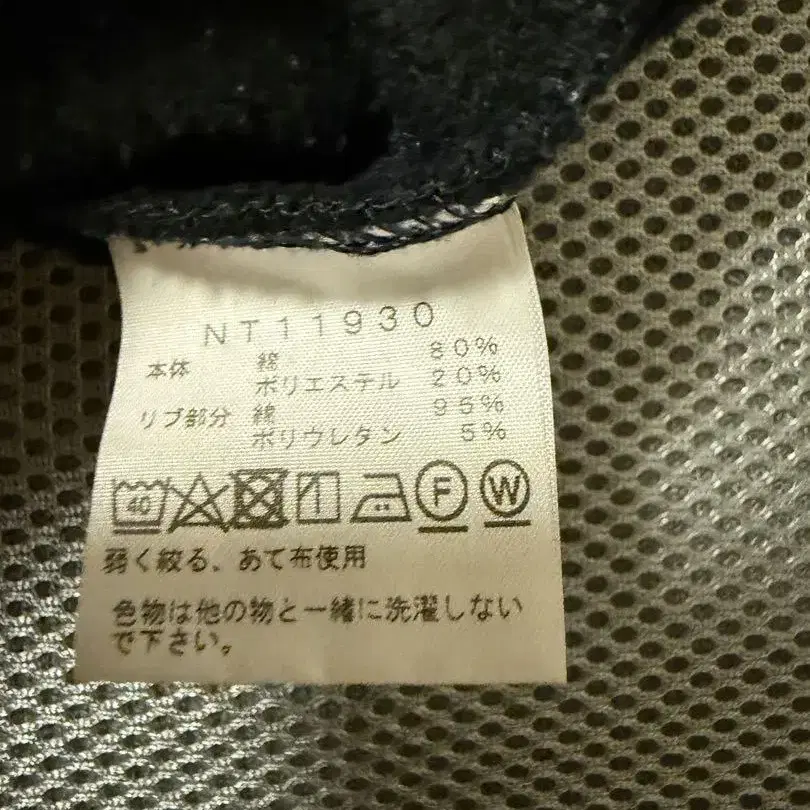 NT11930
本体 綿 80%
ポリエステル 20%
リブ部分 綿 95%
ポリウレタン 5%
40 F W
弱く絞る、あて布使用
色物は他の物と一緒に洗濯しない
で下さい。